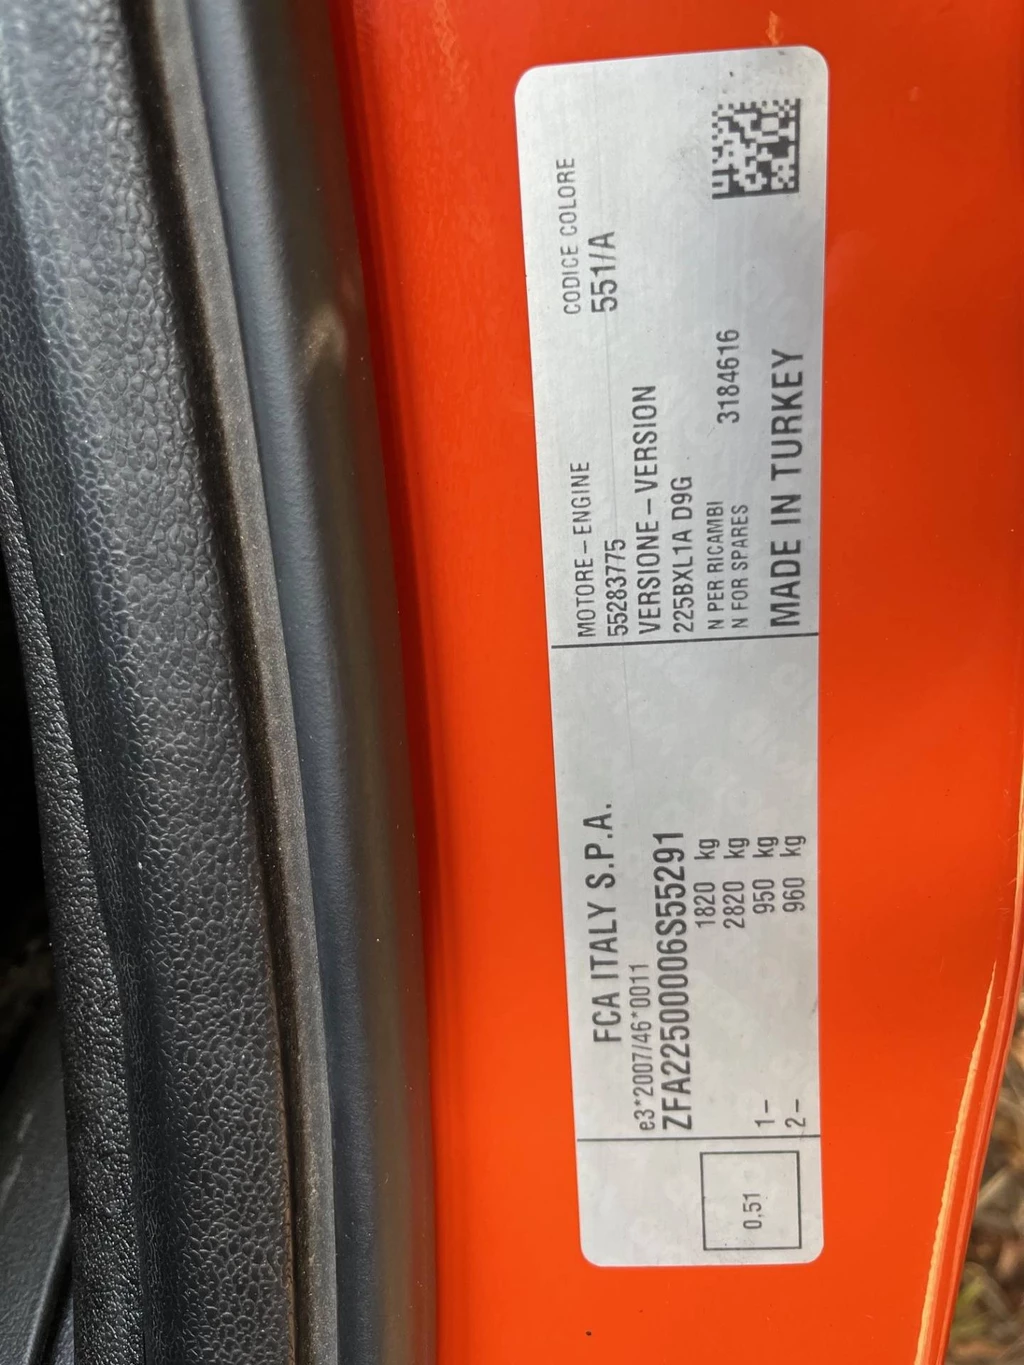 0,51
FCA ITALY S.P.A.
e3*2007/46*0011
ZFA2250006S55291
1820 kg
2820 kg
1– 950 kg
2– 960 kg
MOTORE – ENGINE
55283775
VERSIONE – VERSION
225BXL1A D9G
N PER RICAMBI
N FOR SPARES 3184616
MADE IN TURKEY
CODICE COLORE
551/A